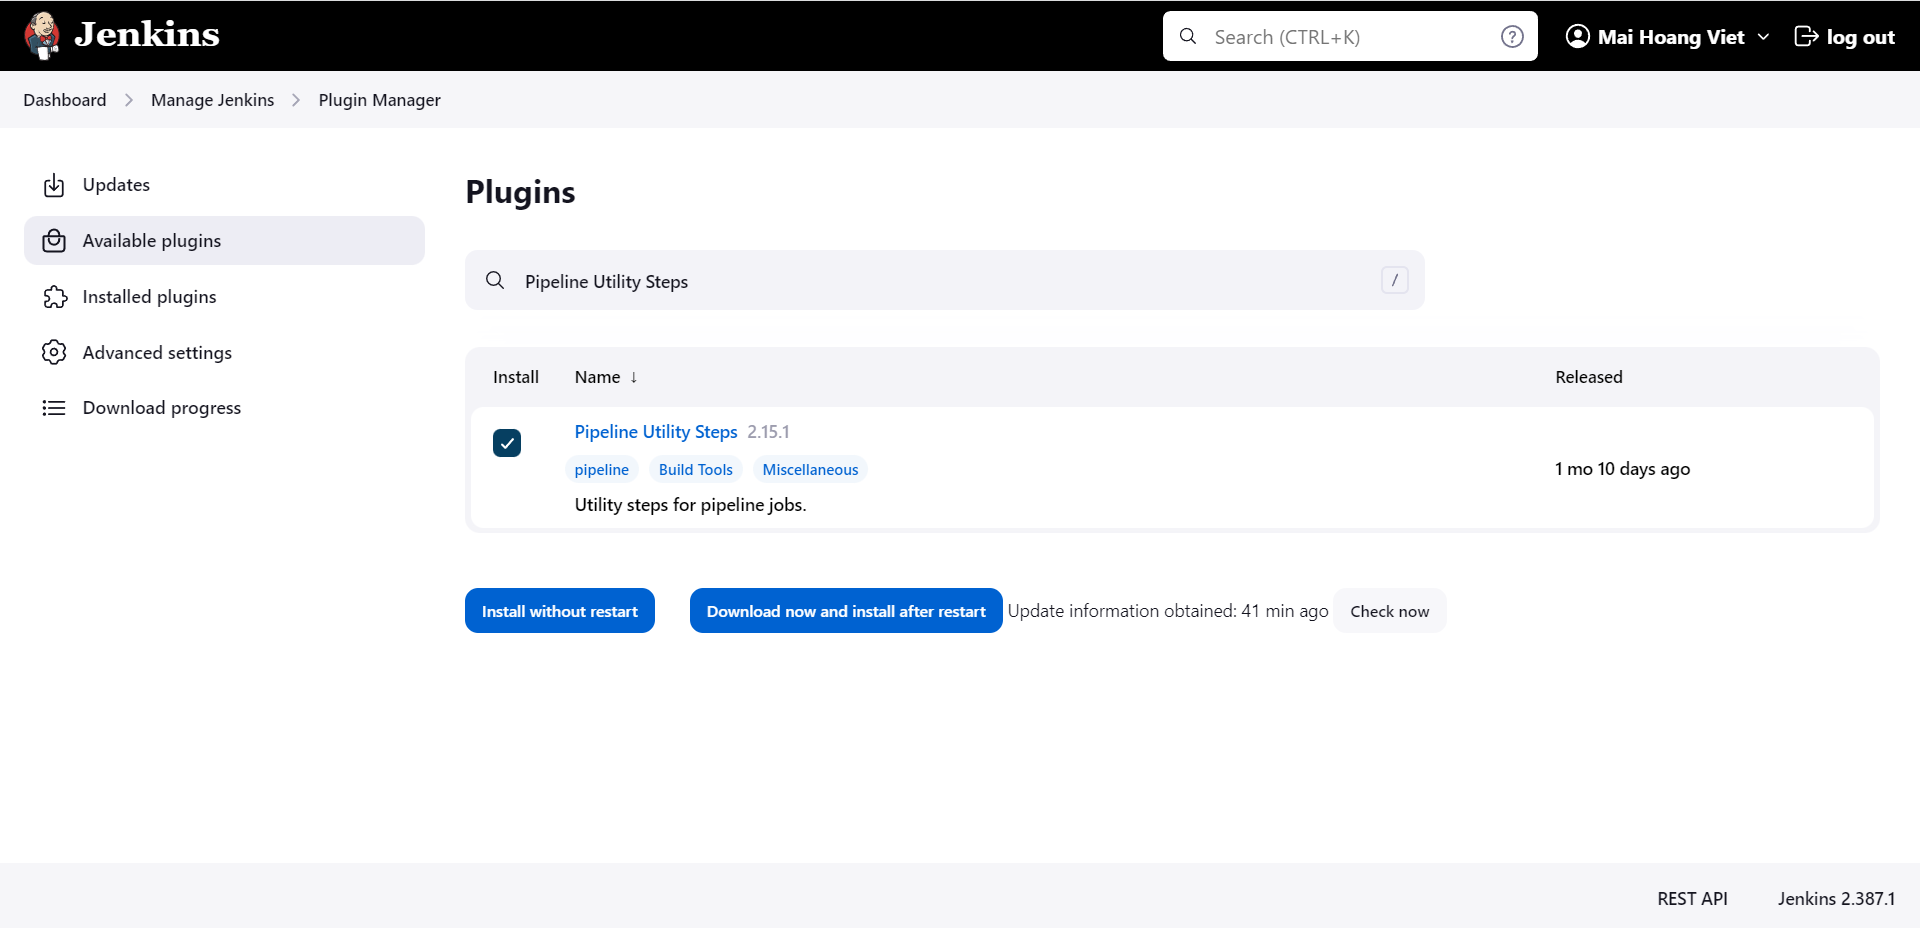 Jenkins
Search (CTRL+K)
?
Mai Hoang Viet
log out
Dashboard
Manage Jenkins
Plugin Manager
Updates
Available plugins
Installed plugins
Advanced settings
Download progress
Plugins
Pipeline Utility Steps
/
Install Name ↓ Released
Pipeline Utility Steps 2.15.1
pipeline Build Tools Miscellaneous
1 mo 10 days ago
Utility steps for pipeline jobs.
Install without restart
Download now and install after restart
Update information obtained: 41 min ago
Check now
REST API
Jenkins 2.387.1